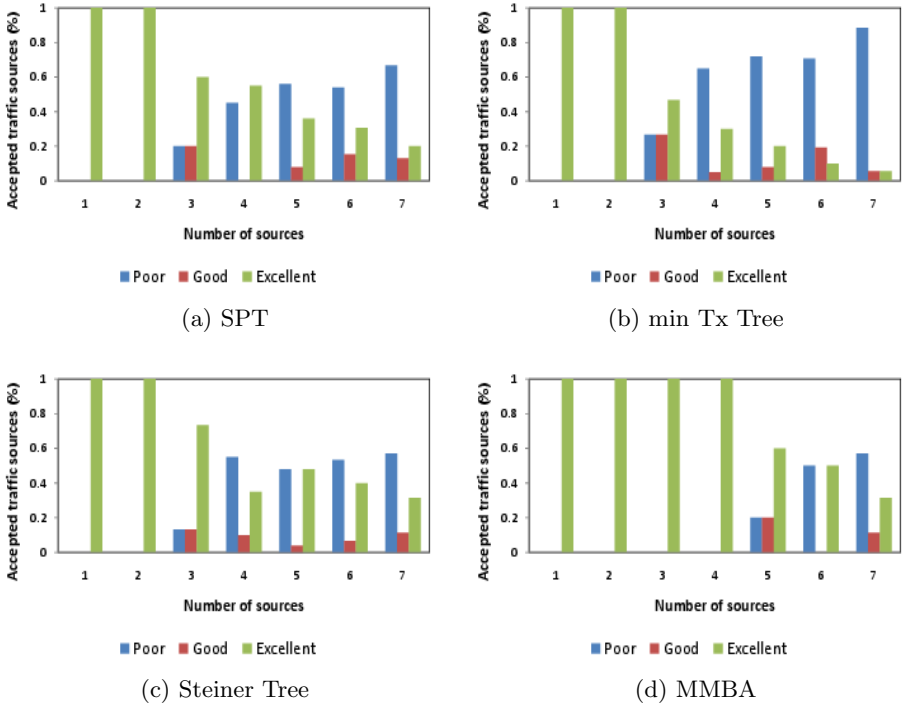 Accepted traffic sources (%)
1
0.8
0.6
0.4
0.2
0
1 2 3 4 5 6 7
Number of sources
Poor Good Excellent
(a) SPT
Accepted traffic sources (%)
1
0.8
0.6
0.4
0.2
0
1 2 3 4 5 6 7
Number of sources
Poor Good Excellent
(b) min Tx Tree
Accepted traffic sources (%)
1
0.8
0.6
0.4
0.2
0
1 2 3 4 5 6 7
Number of sources
Poor Good Excellent
(c) Steiner Tree
Accepted traffic sources (%)
1
0.8
0.6
0.4
0.2
0
1 2 3 4 5 6 7
Number of sources
Poor Good Excellent
(d) MMBA